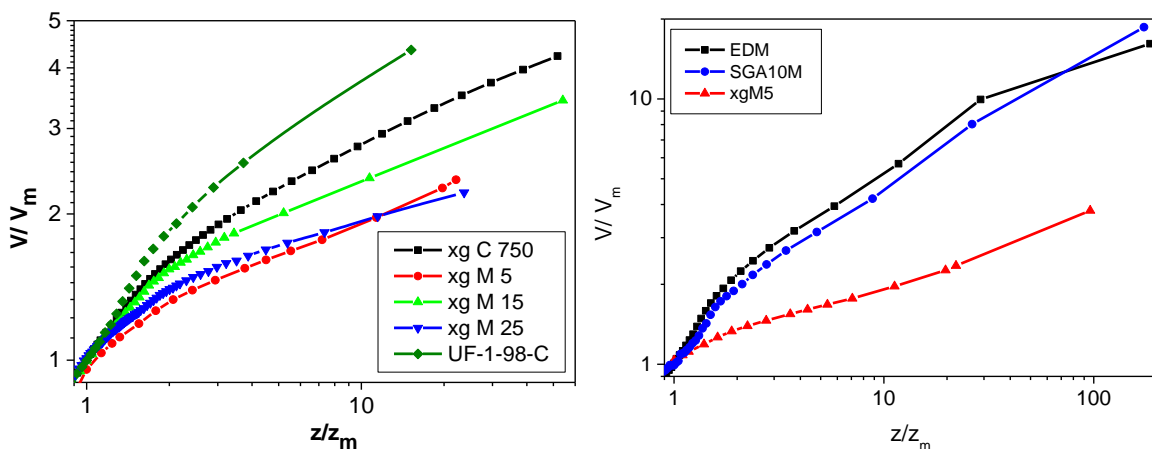 5
4
3
2
1
V/ V_m
1
10
z/z_m
xg C 750
xg M 5
xg M 15
xg M 25
UF-1-98-C
10
1
V/ V_m
1
10
100
z/z_m
EDM
SGA10M
xgM5